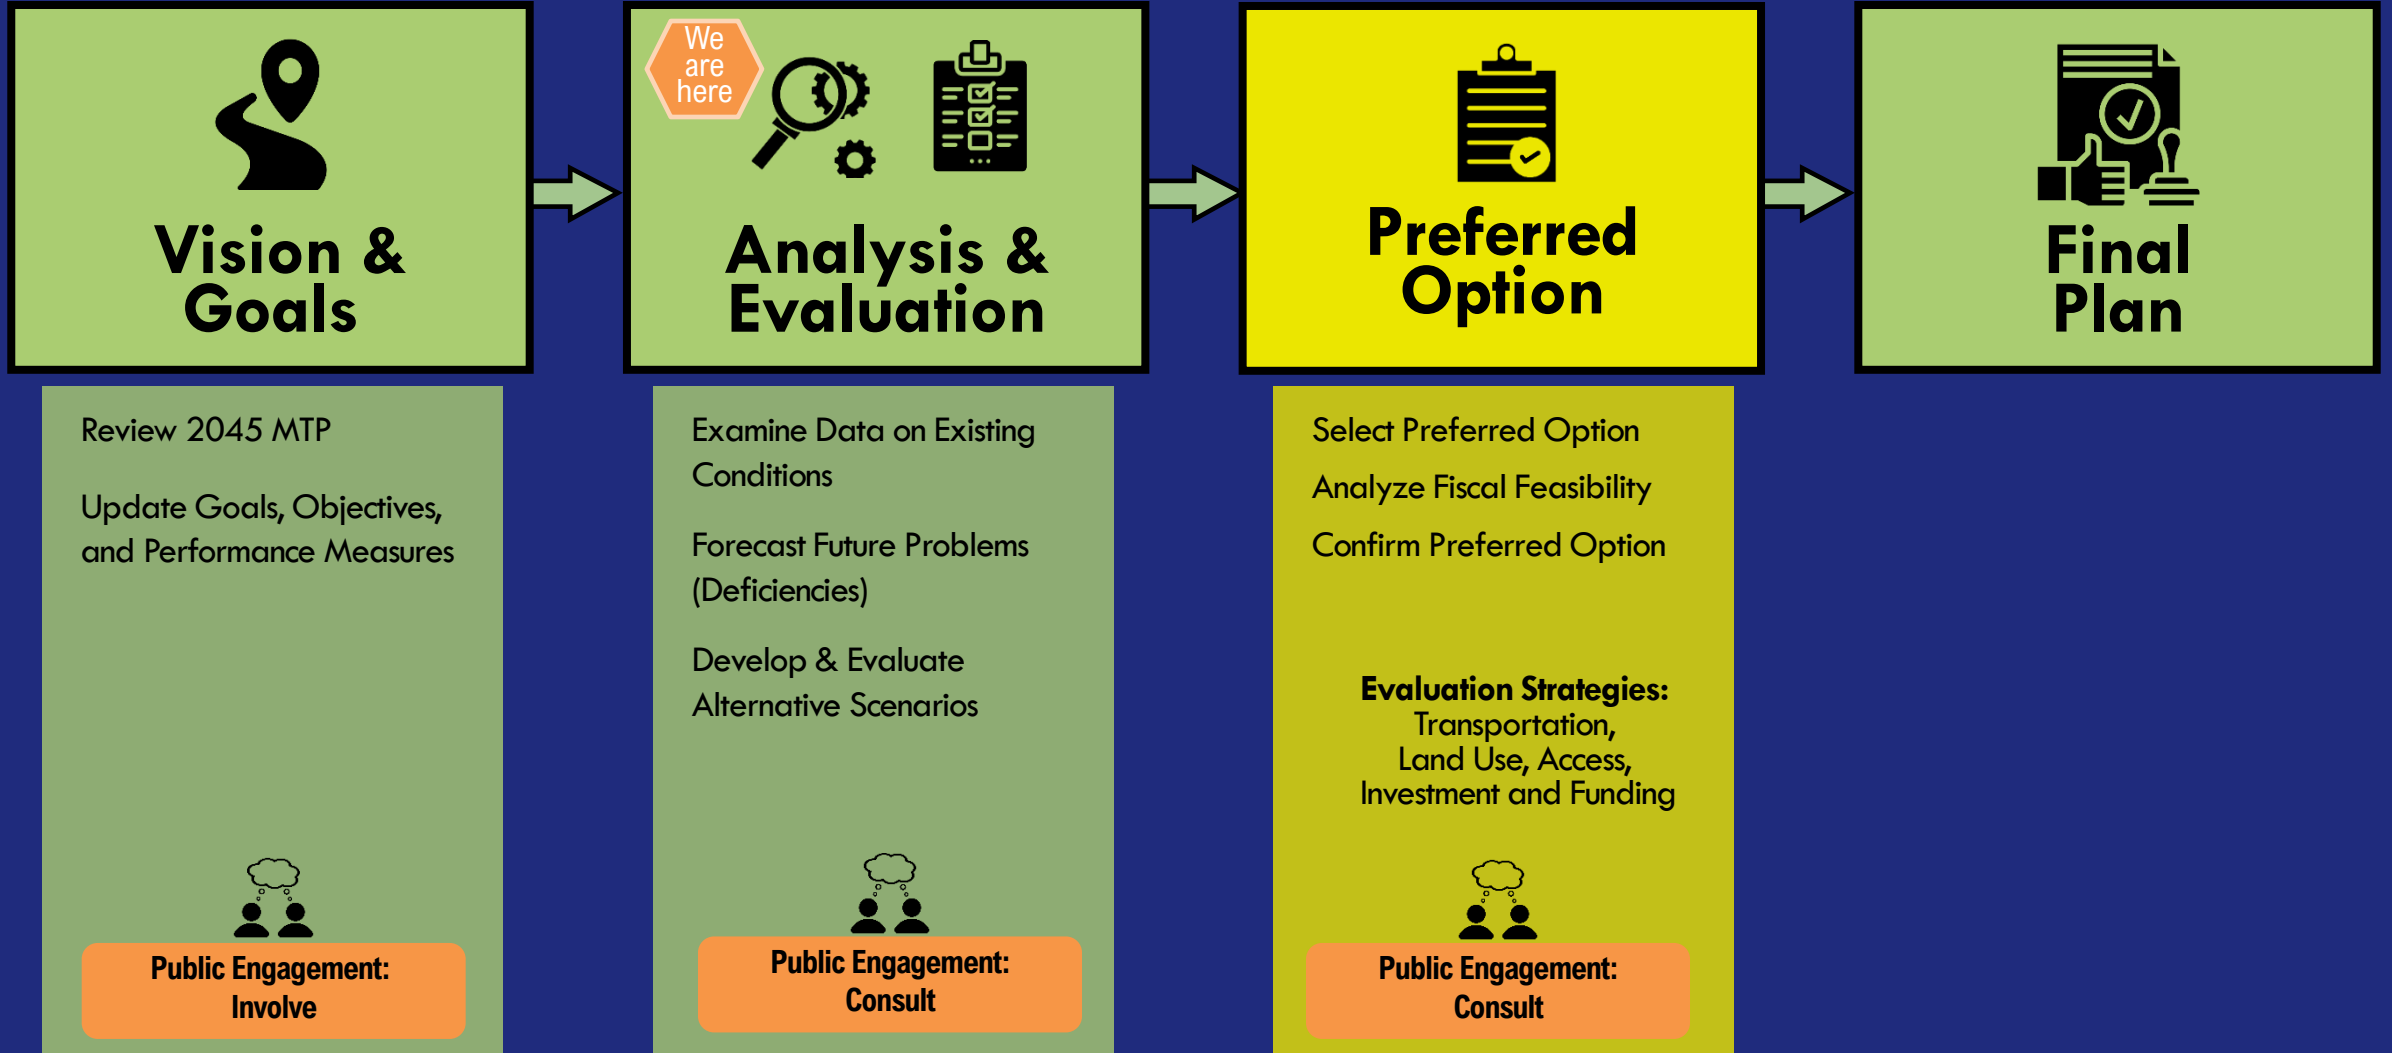 Vision &
Goals
We
are
here
Analysis &
Evaluation
Preferred
Option
Final
Plan
Review 2045 MTP
Update Goals, Objectives,
and Performance Measures
Public Engagement:
Involve
Examine Data on Existing
Conditions
Forecast Future Problems
(Deficiencies)
Develop & Evaluate
Alternative Scenarios
Public Engagement:
Consult
Select Preferred Option
Analyze Fiscal Feasibility
Confirm Preferred Option
Evaluation Strategies:
Transportation,
Land Use, Access,
Investment and Funding
Public Engagement:
Consult